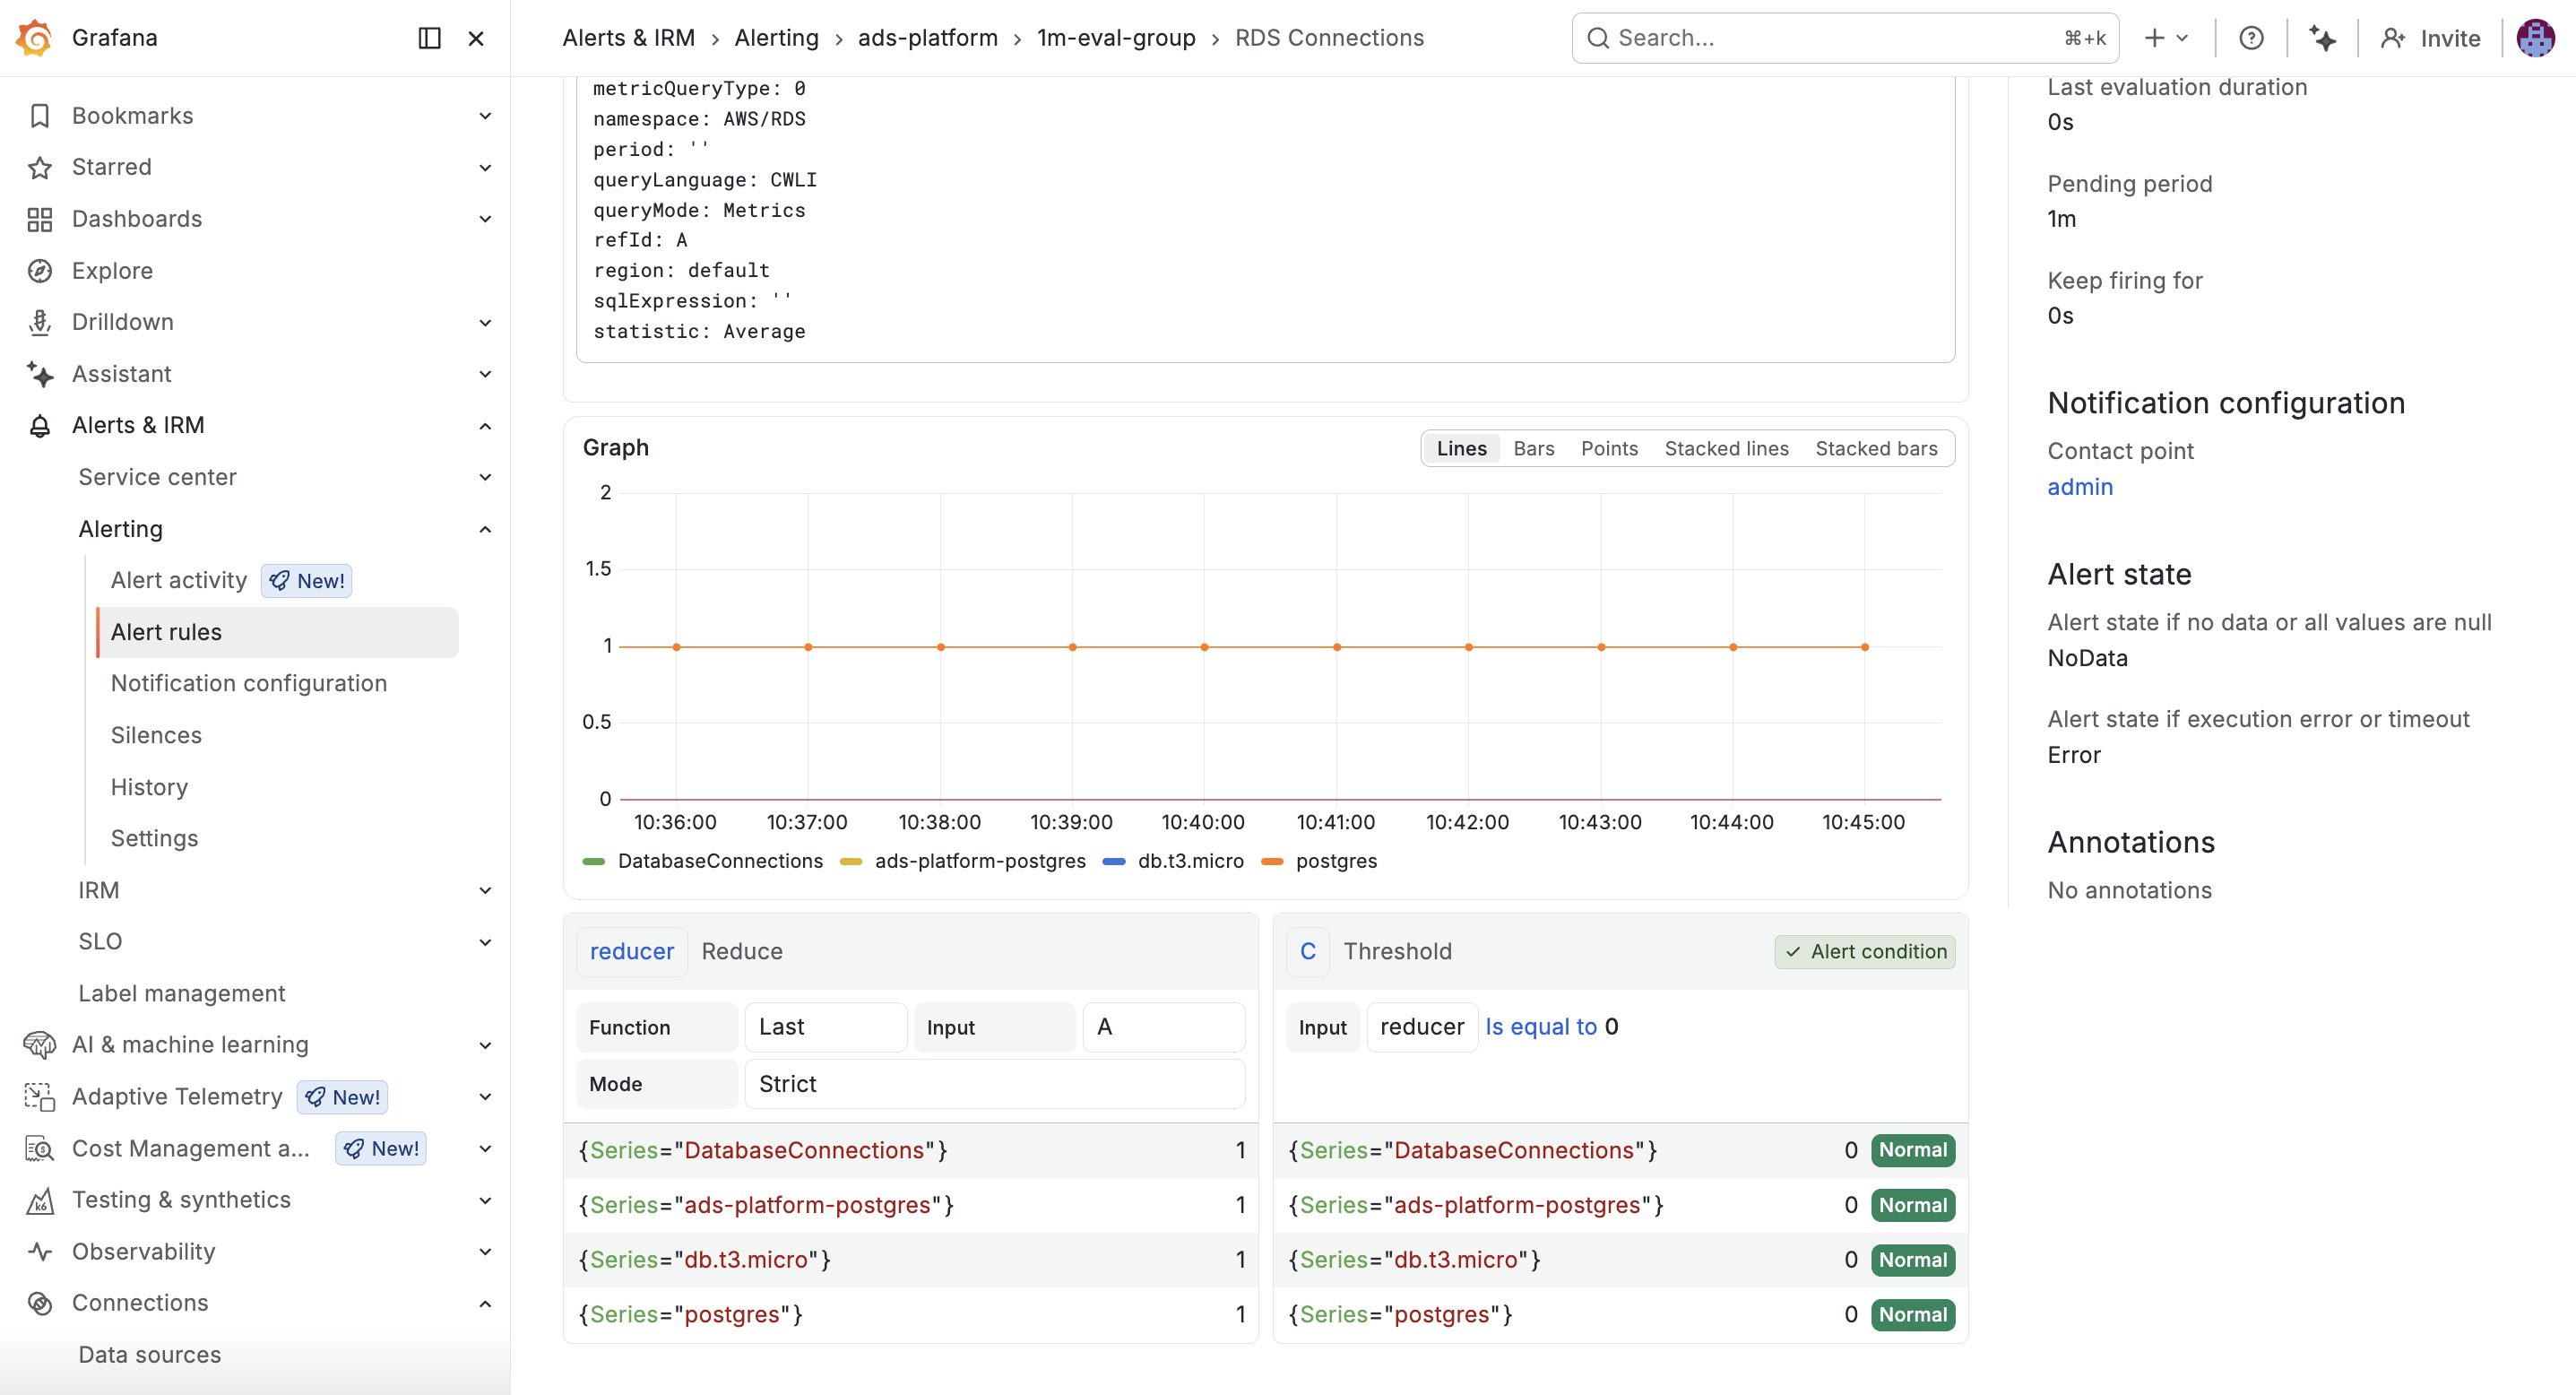 Grafana
Alerts & IRM › Alerting › ads-platform › 1m-eval-group › RDS Connections
Search...
⌘+k
Invite
Bookmarks
Starred
Dashboards
Explore
Drilldown
Assistant
Alerts & IRM
Service center
Alerting
Alert activity New!
Alert rules
Notification configuration
Silences
History
Settings
IRM
SLO
Label management
AI & machine learning
Adaptive Telemetry New!
Cost Management a... New!
k6
Testing & synthetics
Observability
Connections
Data sources
metricQueryType: 0
namespace: AWS/RDS
period: ''
queryLanguage: CWLI
queryMode: Metrics
refId: A
region: default
sqlExpression: ''
statistic: Average
Graph
Lines Bars Points Stacked lines Stacked bars
2
1.5
1
0.5
0
10:36:00 10:37:00 10:38:00 10:39:00 10:40:00 10:41:00 10:42:00 10:43:00 10:44:00 10:45:00
DatabaseConnections ads-platform-postgres db.t3.micro postgres
reducer Reduce
Function Last Input A
Mode Strict
{Series="DatabaseConnections"} 1
{Series="ads-platform-postgres"} 1
{Series="db.t3.micro"} 1
{Series="postgres"} 1
C Threshold Alert condition
Input reducer Is equal to 0
{Series="DatabaseConnections"} 0 Normal
{Series="ads-platform-postgres"} 0 Normal
{Series="db.t3.micro"} 0 Normal
{Series="postgres"} 0 Normal
Last evaluation duration
0s
Pending period
1m
Keep firing for
0s
Notification configuration
Contact point
admin
Alert state
Alert state if no data or all values are null
NoData
Alert state if execution error or timeout
Error
Annotations
No annotations